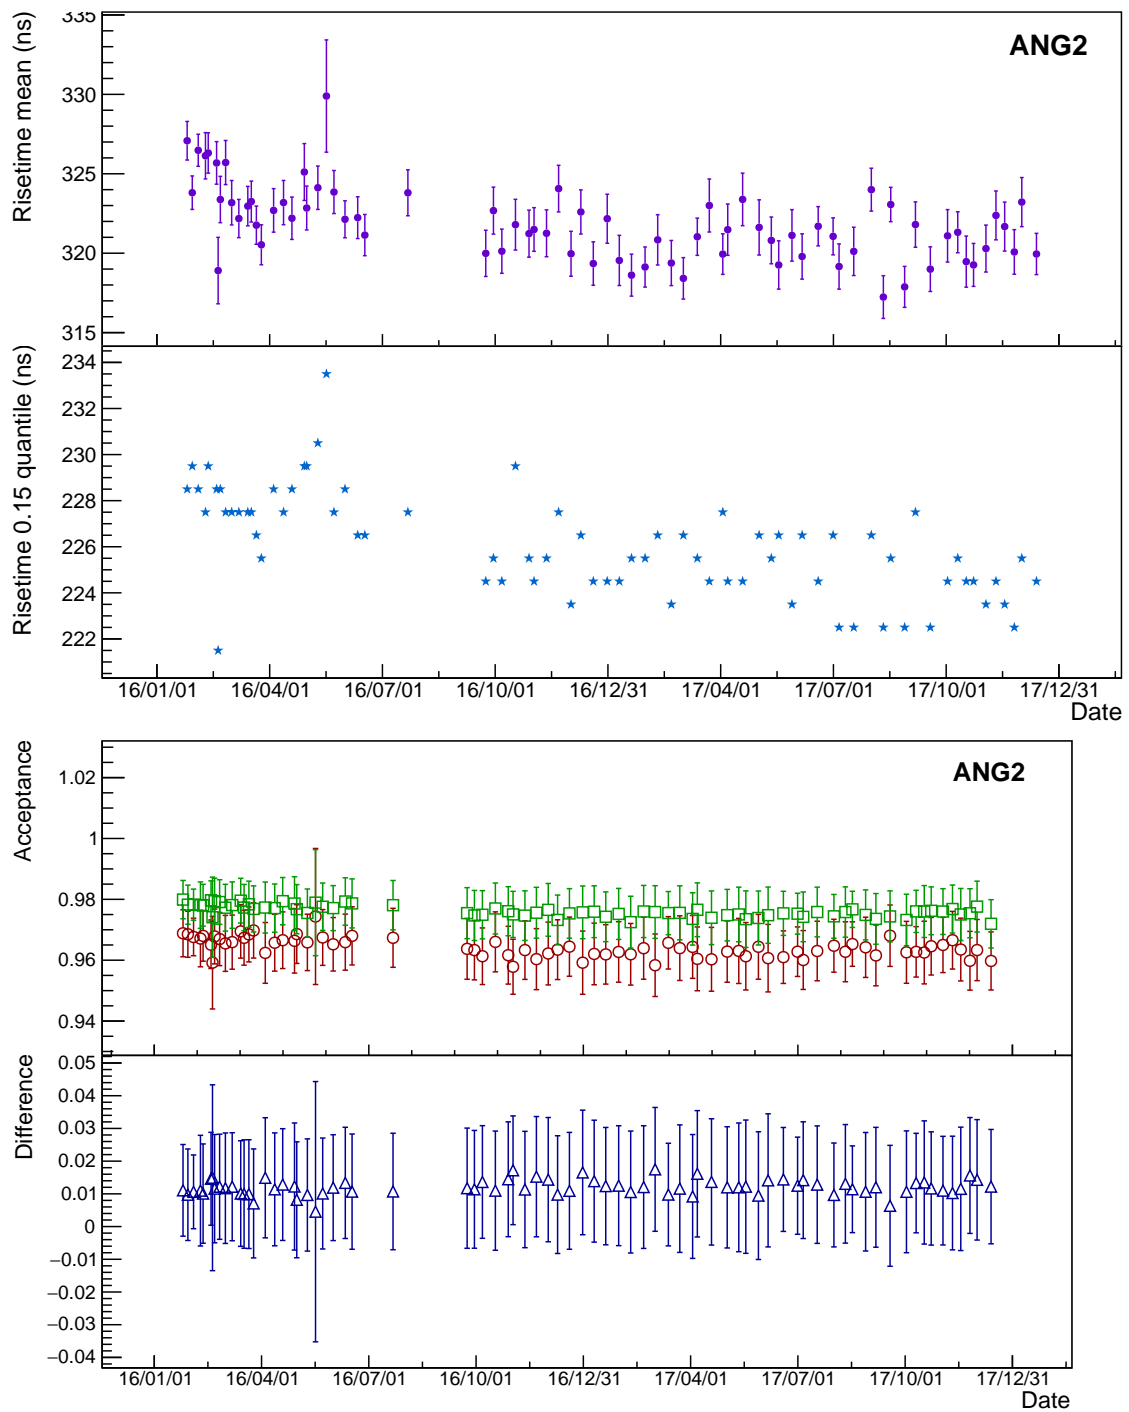 ANG2
Risetime mean (ns)
335
330
325
320
315
Risetime 0.15 quantile (ns)
234
232
230
228
226
224
222
16/01/01 16/04/01 16/07/01 16/10/01 16/12/31 17/04/01 17/07/01 17/10/01 17/12/31
Date
ANG2
Acceptance
1.02
1
0.98
0.96
0.94
Difference
0.05
0.04
0.03
0.02
0.01
0
−0.01
−0.02
−0.03
−0.04
16/01/01 16/04/01 16/07/01 16/10/01 16/12/31 17/04/01 17/07/01 17/10/01 17/12/31
Date